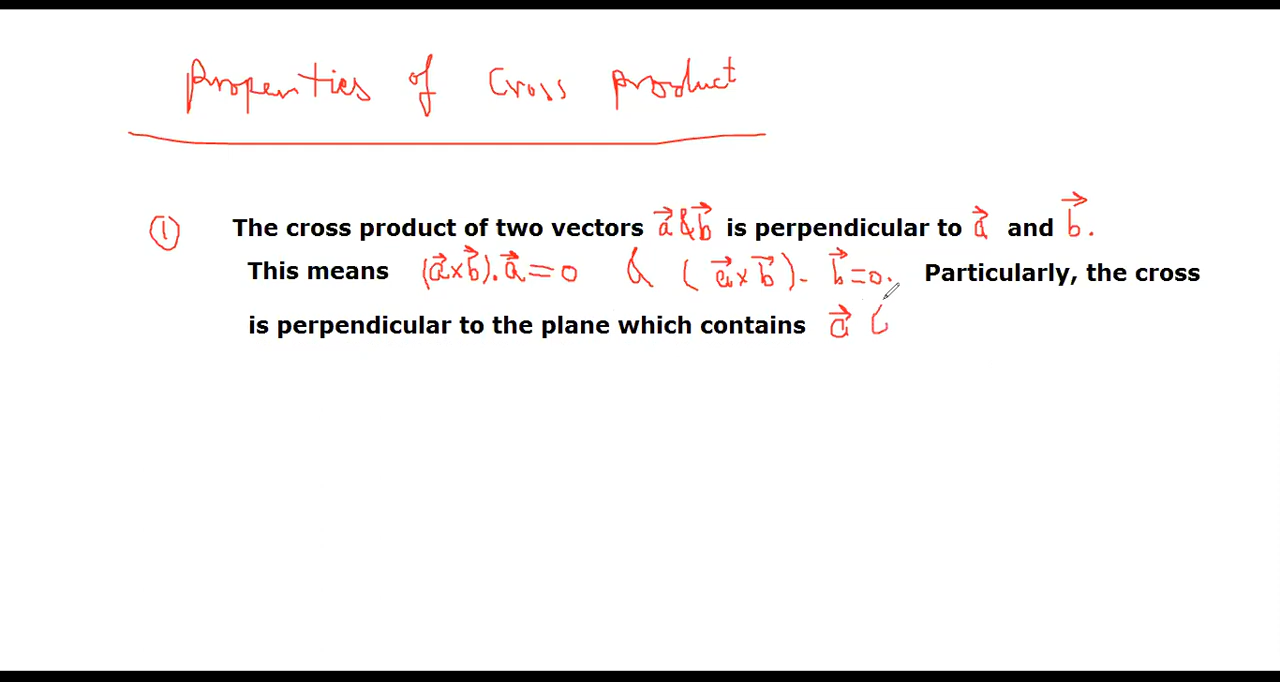 Properties of Cross product
① The cross product of two vectors a⃗ & b⃗ is perpendicular to a⃗ and b⃗.
This means (a⃗×b⃗).a⃗=0 & (a⃗×b⃗).b⃗=0. Particularly, the cross
is perpendicular to the plane which contains a⃗